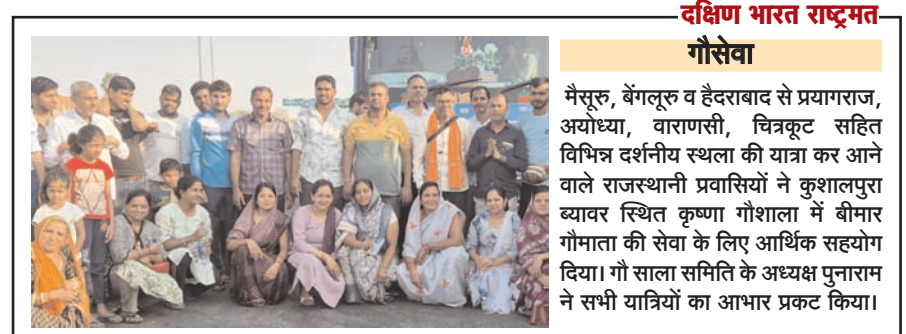 दक्षिण भारत राष्ट्रमत
गौसेवा
मैसूरु, बेंगलूरु व हैदराबाद से प्रयागराज,
अयोध्या, वाराणसी, चित्रकूट सहित
विभिन्न दर्शनीय स्थला की यात्रा कर आने
वाले राजस्थानी प्रवासियों ने कुशालपुरा
ब्यावर स्थित कृष्णा गौशाला में बीमार
गौमाता की सेवा के लिए आर्थिक सहयोग
दिया। गौ साला समिति के अध्यक्ष पुनाराम
ने सभी यात्रियों का आभार प्रकट किया।